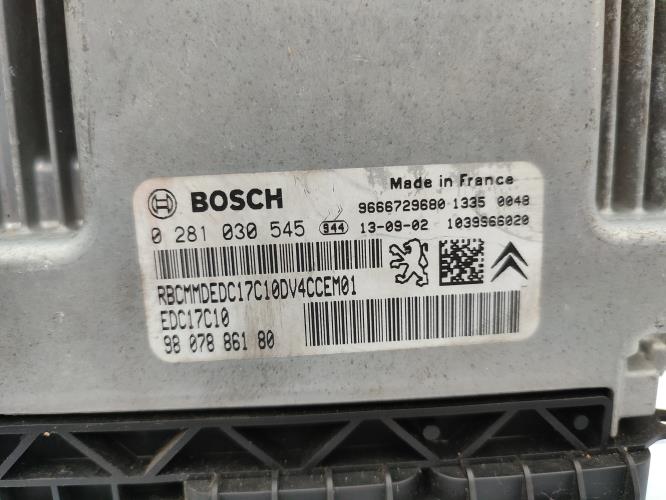 BOSCH Made in France
9666729680 1335 0048
0 281 030 545 944 13-09-02 1039966020
RBCMMDEDC17C10DV4CCEM01
EDC17C10
98 078 861 80